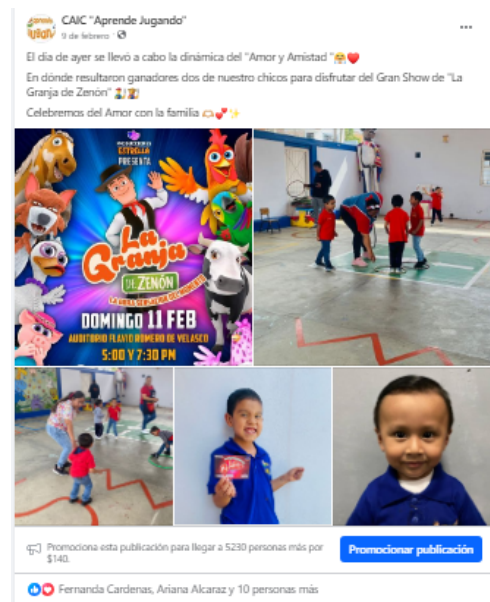 CAIC "Aprende Jugando"
9 de febrero
El día de ayer se llevó a cabo la dinámica del "Amor y Amistad "
En dónde resultaron ganadores dos de nuestro chicos para disfrutar del Gran Show de "La
Granja de Zenón"
Celebremos del Amor con la familia
ESTRELLA
PRESENTA
La
Granja
DE ZENÓN
DOMINGO 11 FEB
AUDITORIO FLAVIO ROMERO DE VELASCO
5:00 Y 7:30 PM
Promociona esta publicación para llegar a 5230 personas más por
$140.
Promocionar publicación
Fernanda Cardenas, Ariana Alcaraz y 10 personas más